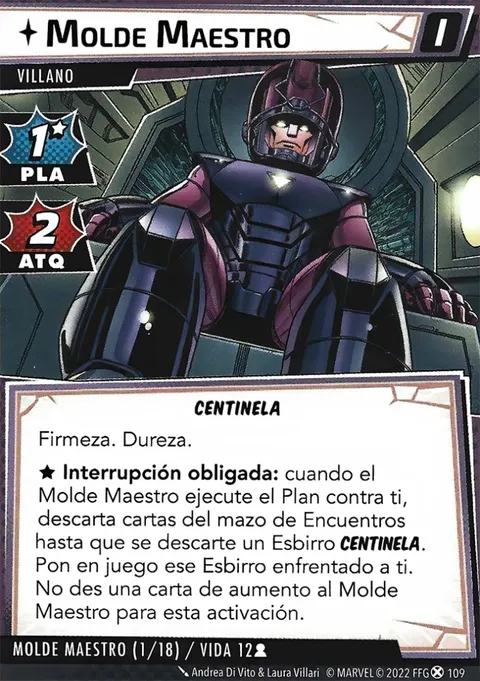 MOLDE MAESTRO
I
VILLANO
1
PLA
2
ATQ
CENTINELA
Firmeza. Dureza.
★ Interrupción obligada: cuando el
Molde Maestro ejecute el Plan contra ti,
descarta cartas del mazo de Encuentros
hasta que se descarte un Esbirro CENTINELA.
Pon en juego ese Esbirro enfrentado a ti.
No des una carta de aumento al Molde
Maestro para esta activación.
MOLDE MAESTRO (1/18) / VIDA 12
Andrea Di Vito & Laura Villari © MARVEL © 2022 FFG 109